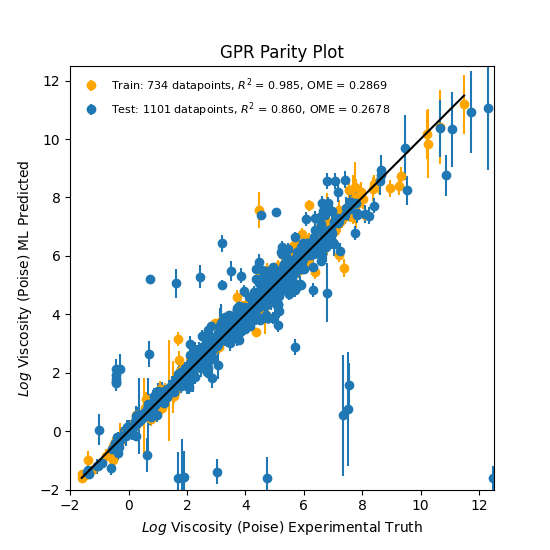 GPR Parity Plot
Train: 734 datapoints, R² = 0.985, OME = 0.2869
Test: 1101 datapoints, R² = 0.860, OME = 0.2678
Log Viscosity (Poise) ML Predicted
12
10
8
6
4
2
0
−2
−2 0 2 4 6 8 10 12
Log Viscosity (Poise) Experimental Truth